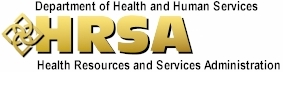 Department of Health and Human Services
HRSA
Health Resources and Services Administration